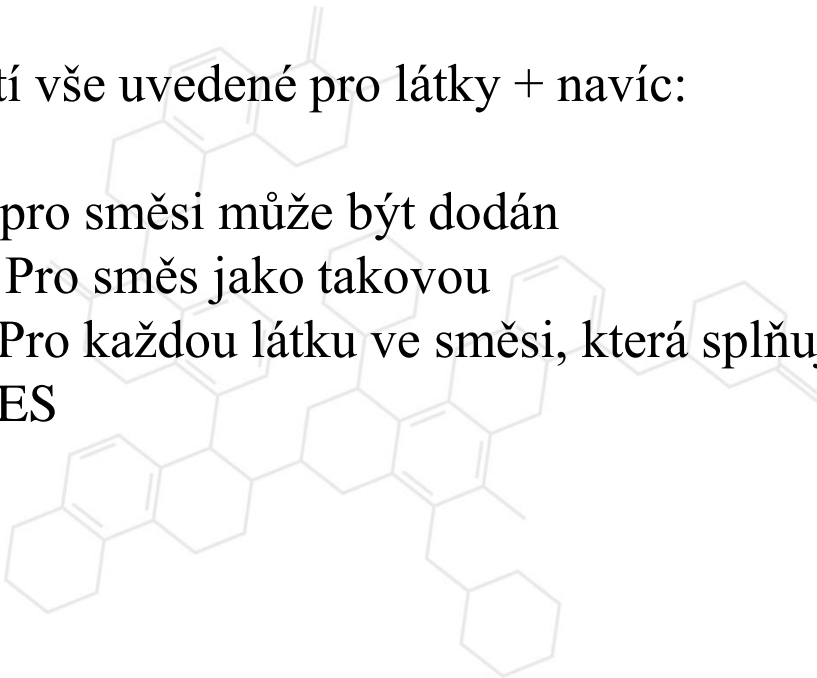 tí vše uvedené pro látky + navíc:
pro směsi může být dodán
Pro směs jako takovou
Pro každou látku ve směsi, která splňu
ES